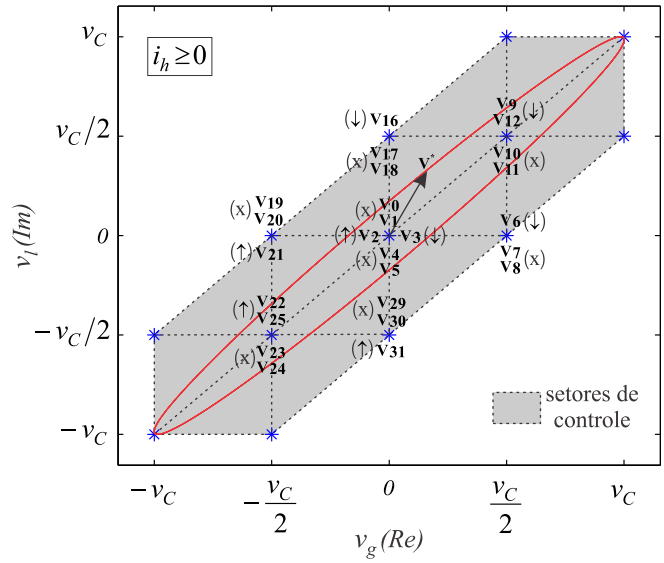 v_C
i_h ≥0
v_C/2
0
−v_C/2
−v_C
v_l(Im)
V9
V12 (↓)
(↓) V16
V17
(x) V18
V*
V10
V11 (x)
(x) V19
V20
(x) V0
V1
V6 (↓)
(↑) V21
(↑) V2
V3 (↓)
V7
V8 (x)
(x) V4
V5
(↑) V22
V25
(x) V29
V30
(x) V23
V24
(↑) V31
setores de
controle
−v_C
−v_C/2
0
v_C/2
v_C
v_g(Re)